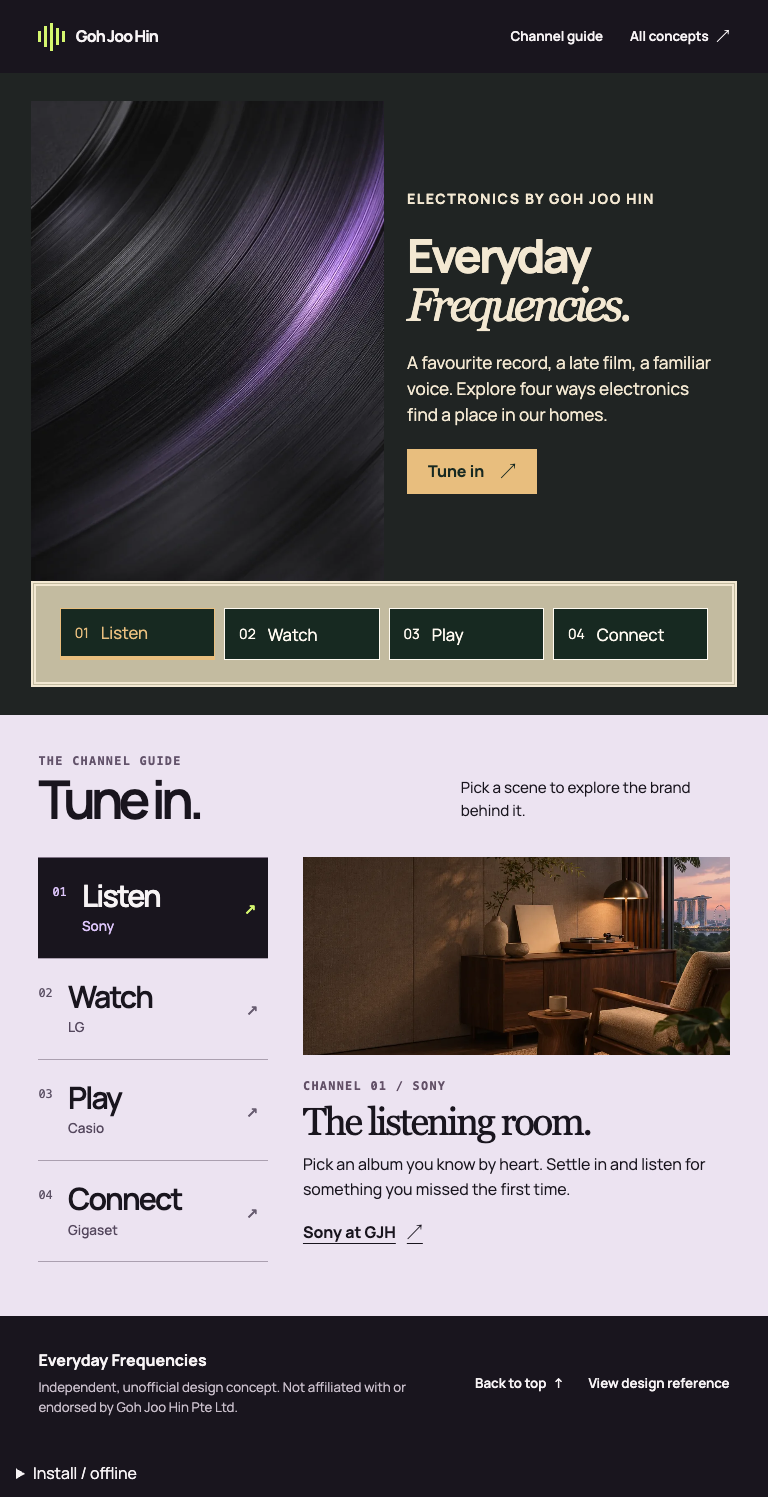 Goh Joo Hin
Channel guide
All concepts ↗
ELECTRONICS BY GOH JOO HIN
Everyday
Frequencies.
A favourite record, a late film, a familiar
voice. Explore four ways electronics
find a place in our homes.
Tune in ↗
01 Listen
02 Watch
03 Play
04 Connect
THE CHANNEL GUIDE
Tune in.
Pick a scene to explore the brand
behind it.
01 Listen ↗
Sony
02 Watch ↗
LG
03 Play ↗
Casio
04 Connect ↗
Gigaset
CHANNEL 01 / SONY
The listening room.
Pick an album you know by heart. Settle in and listen for
something you missed the first time.
Sony at GJH ↗
Everyday Frequencies
Independent, unofficial design concept. Not affiliated with or
endorsed by Goh Joo Hin Pte Ltd.
Back to top ↑
View design reference
▶ Install / offline